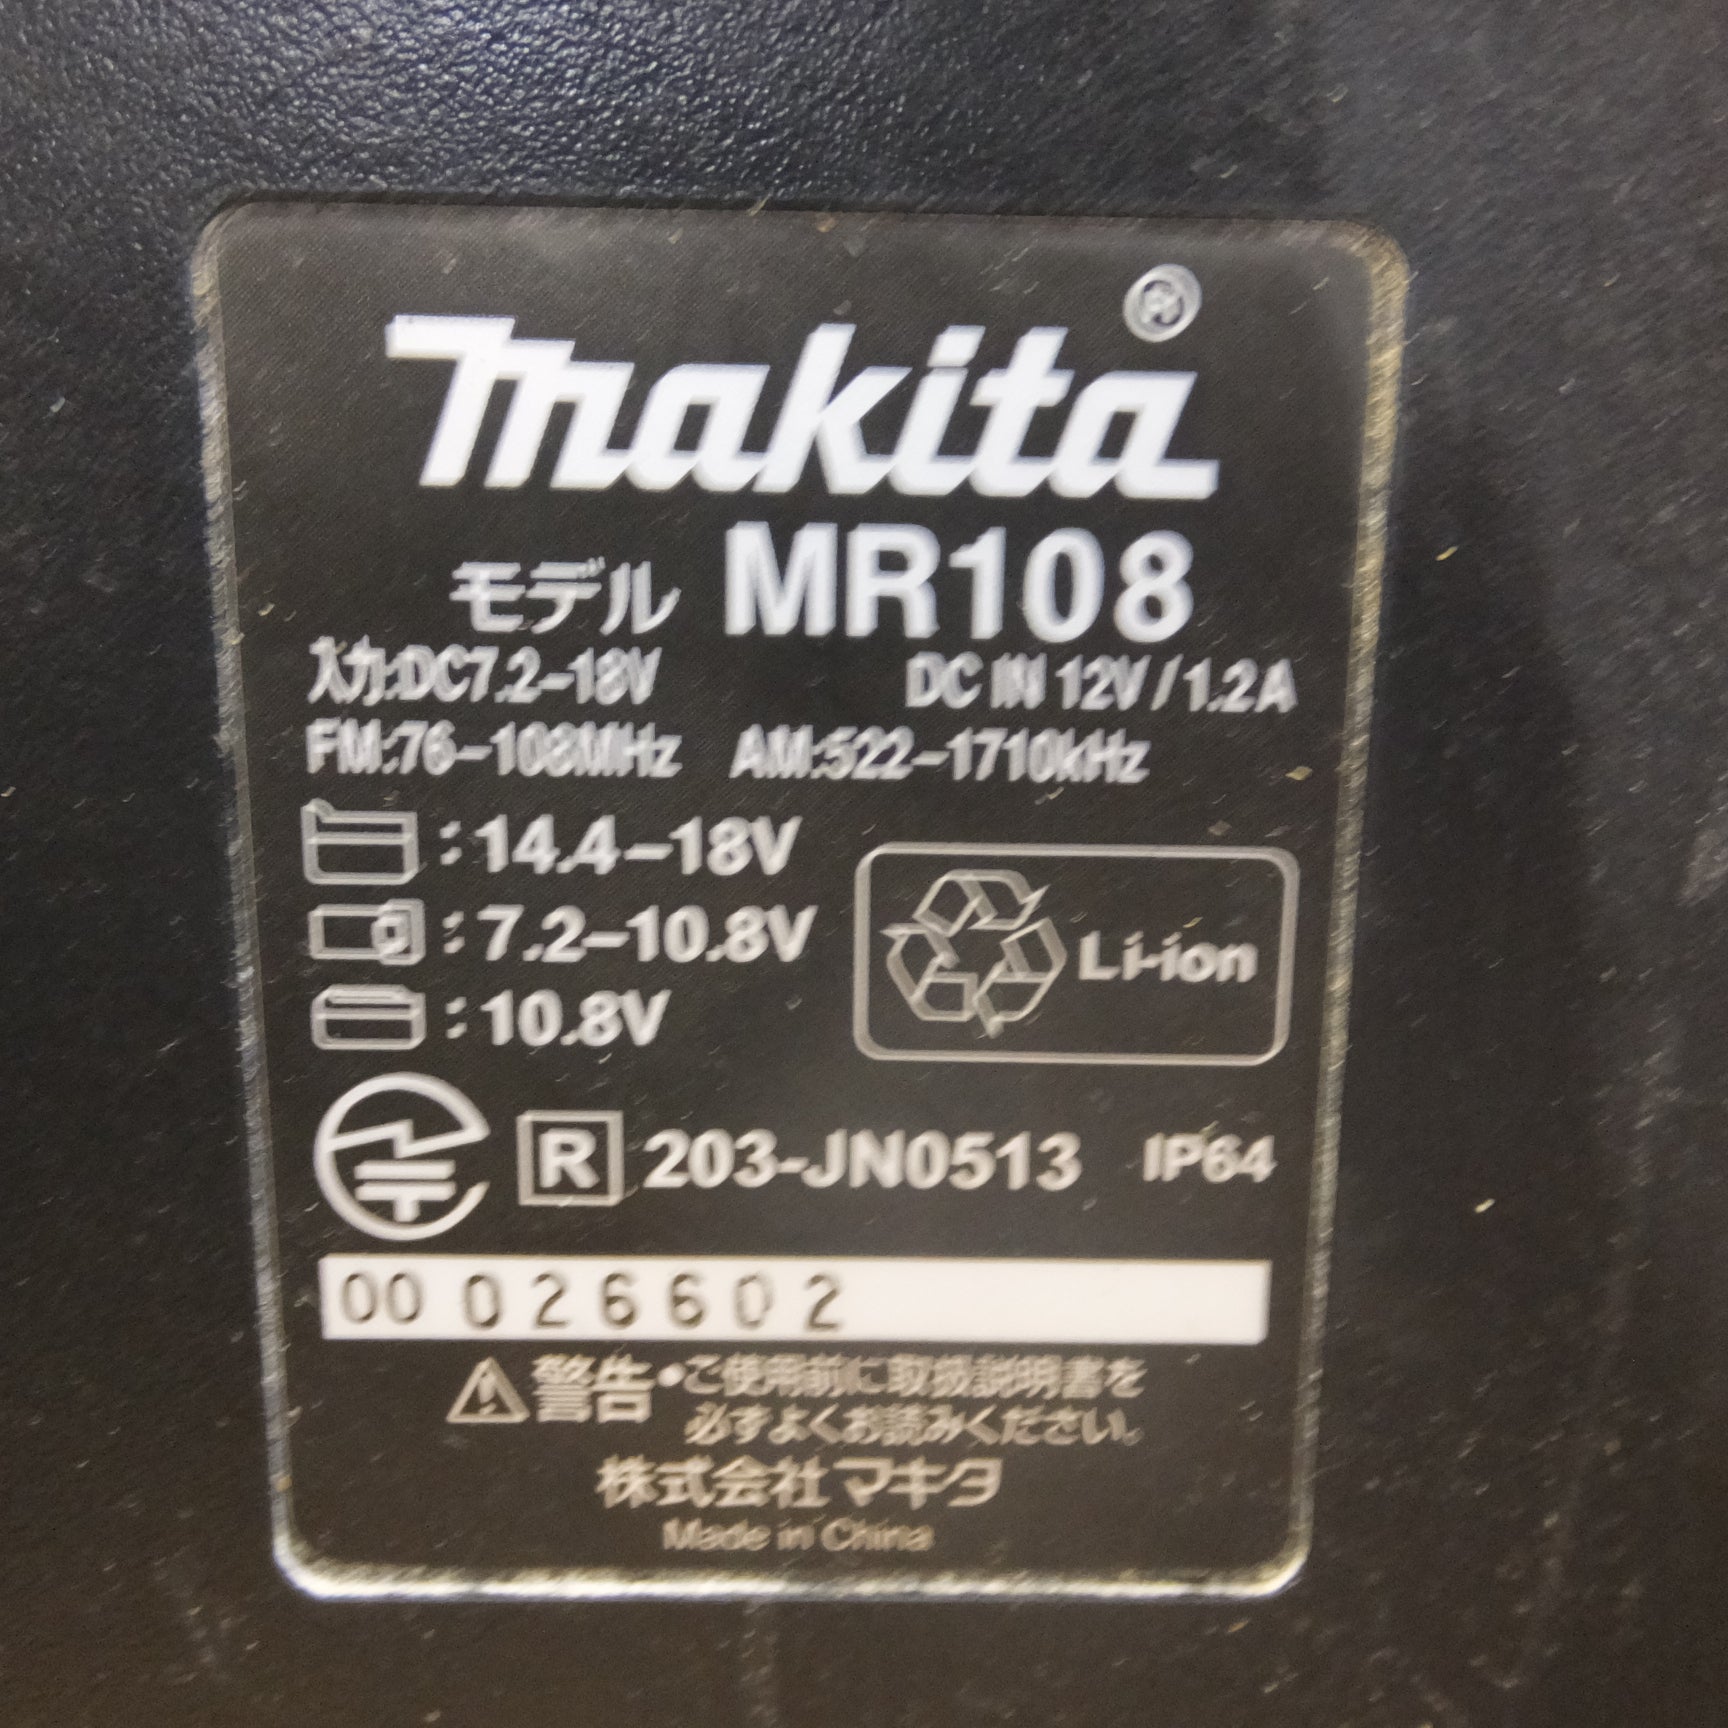 makita®
モデル MR108
入力:DC7.2-18V DC IN 12V/1.2A
FM:76-108MHz AM:522-1710kHz
:14.4-18V
:7.2-10.8V
:10.8V
Li-ion
R 203-JN0513 IP64
00 026602
警告・ご使用前に取扱説明書を
必ずよくお読みください。
株式会社マキタ
Made in China